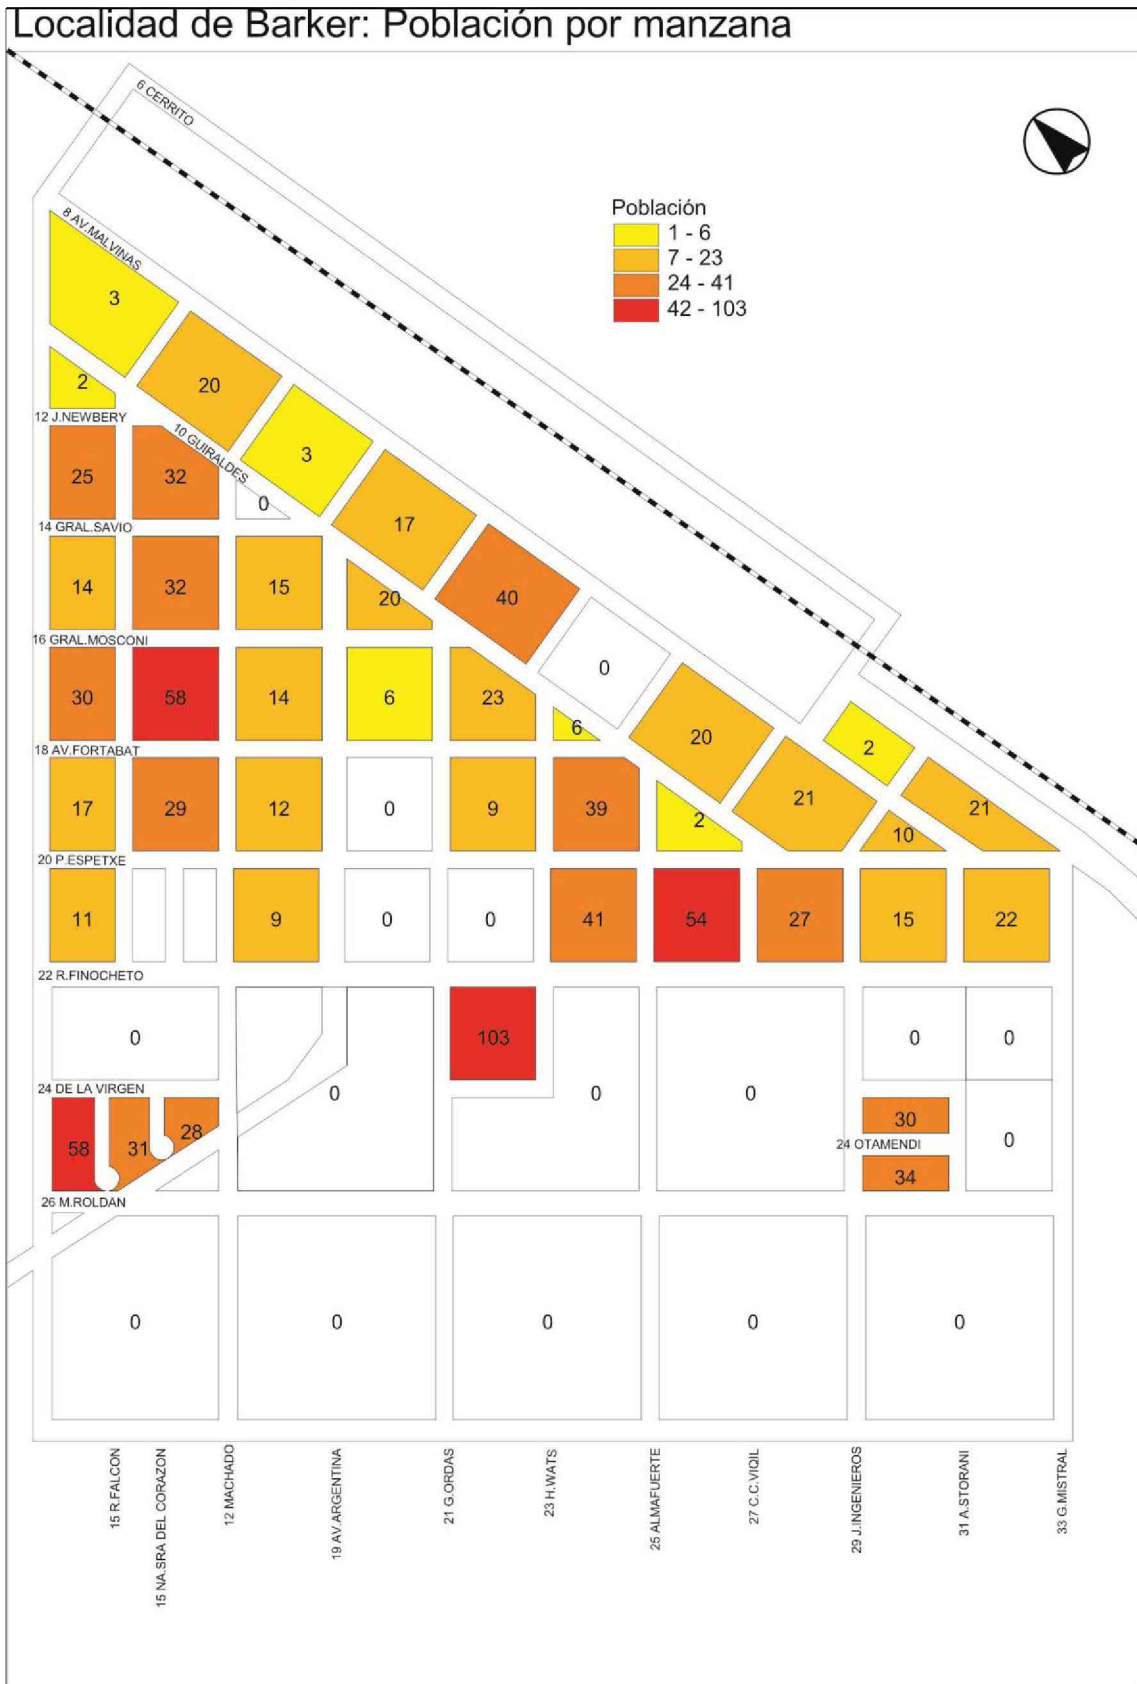 Localidad de Barker: Población por manzana
6 CERRITO
Población
1 - 6
7 - 23
24 - 41
42 - 103
8 AV.MALVINAS
3
20
2
12 J.NEWBERY
10 GUIRALDES
3
25
32
0
17
14 GRAL.SAVIO
14
32
15
20
40
16 GRAL.MOSCONI
0
30
58
14
6
23
6
20
2
18 AV.FORTABAT
17
29
12
0
9
39
2
21
10
21
20 P.ESPETXE
11
9
0
0
41
54
27
15
22
22 R.FINOCHETO
0
103
0
0
24 DE LA VIRGEN
0
0
0
58
31
28
30
24 OTAMENDI
0
34
26 M.ROLDAN
0
0
0
0
0
15 R.FALCON
15 NA.SRA DEL CORAZON
12 MACHADO
19 AV.ARGENTINA
21 G.ORDAS
23 H.WATS
25 ALMAFUERTE
27 C.C.VIQIL
29 J.INGENIEROS
31 A.STORANI
33 G.MISTRAL